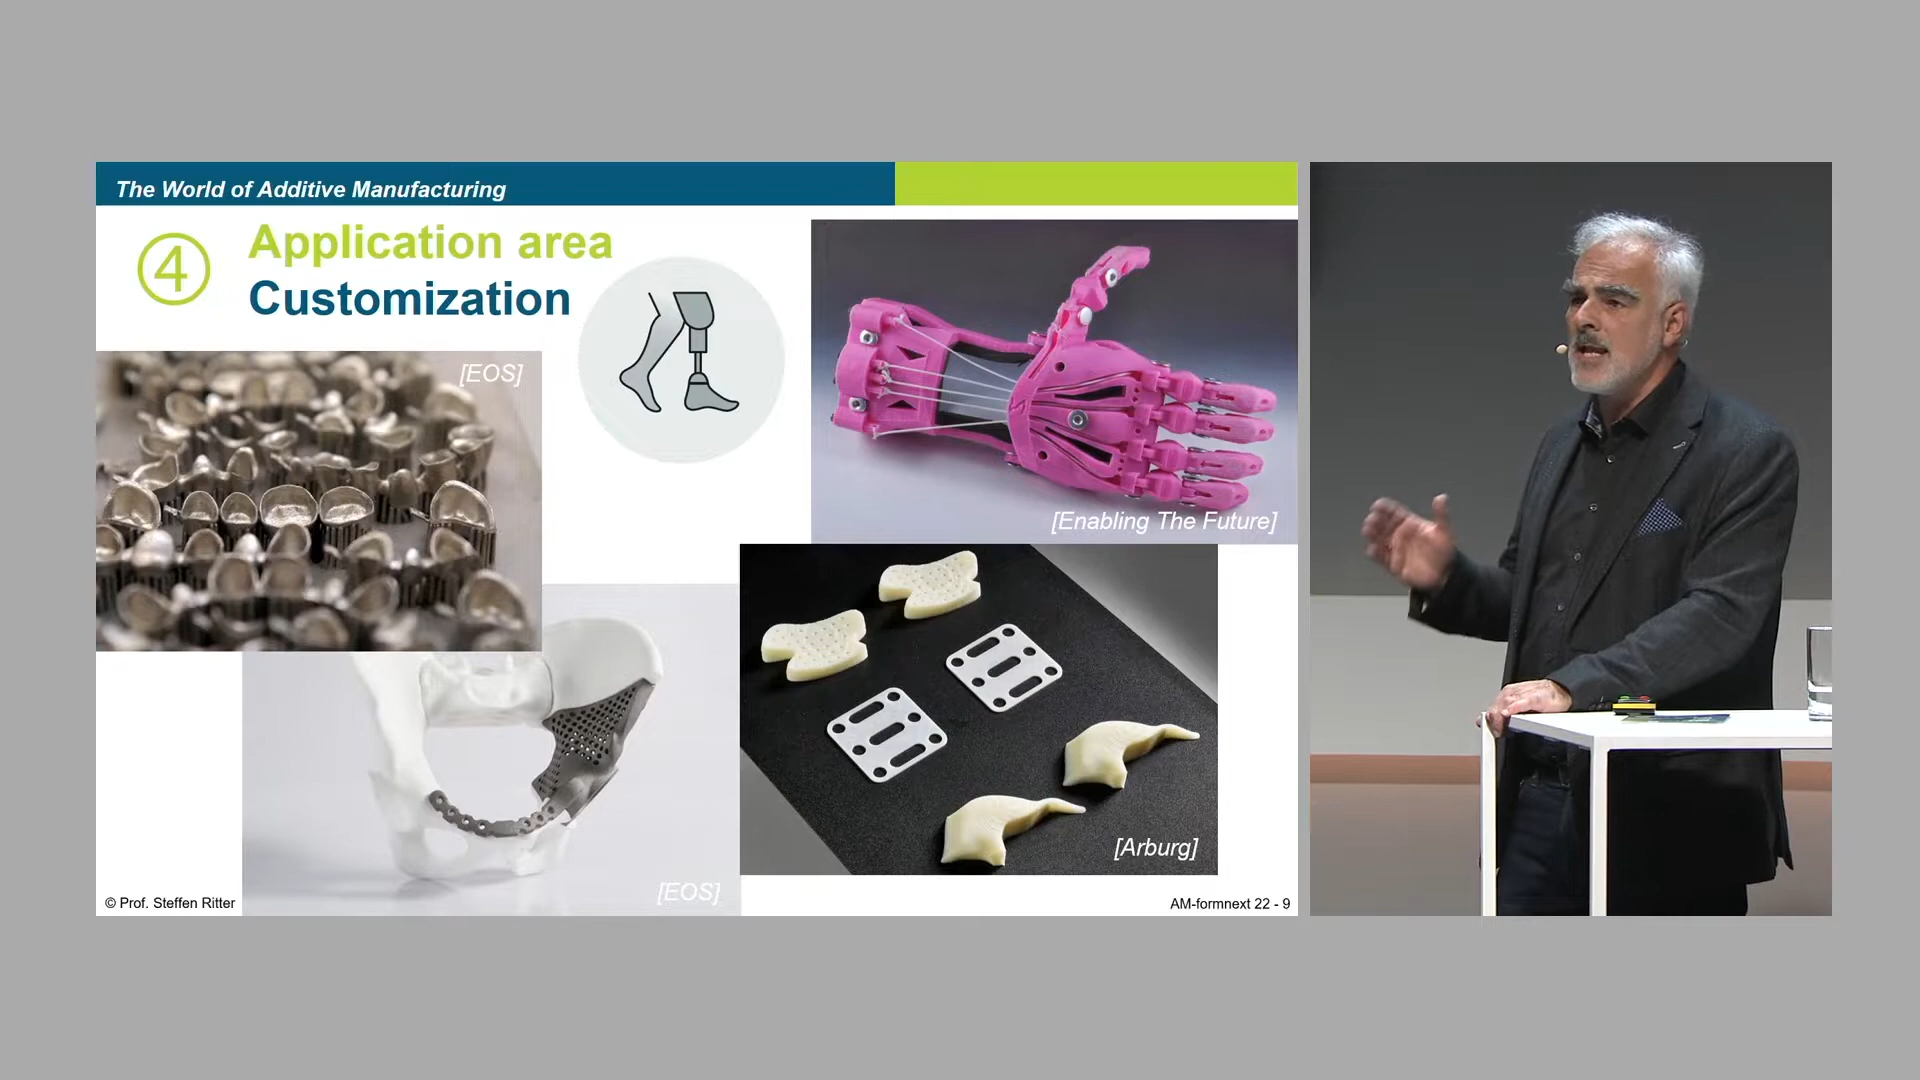 The World of Additive Manufacturing
4
Application area
Customization
[EOS]
[Enabling The Future]
[Arburg]
[EOS]
© Prof. Steffen Ritter
AM-formnext 22 - 9